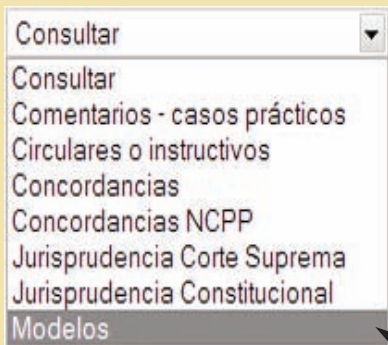 Consultar
Consultar
Comentarios - casos prácticos
Circulares o instructivos
Concordancias
Concordancias NCPP
Jurisprudencia Corte Suprema
Jurisprudencia Constitucional
Modelos